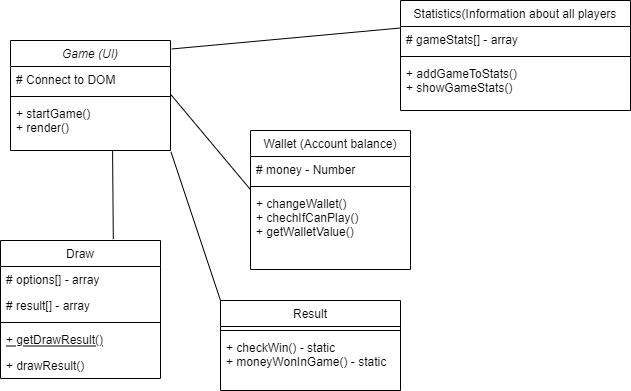 Statistics(Information about all players
# gameStats[] - array
+ addGameToStats()
+ showGameStats()
Game (UI)
# Connect to DOM
+ startGame()
+ render()
Wallet (Account balance)
# money - Number
+ changeWallet()
+ chechIfCanPlay()
+ getWalletValue()
Draw
# options[] - array
# result[] - array
+ getDrawResult()
+ drawResult()
Result
+ checkWin() - static
+ moneyWonInGame() - static